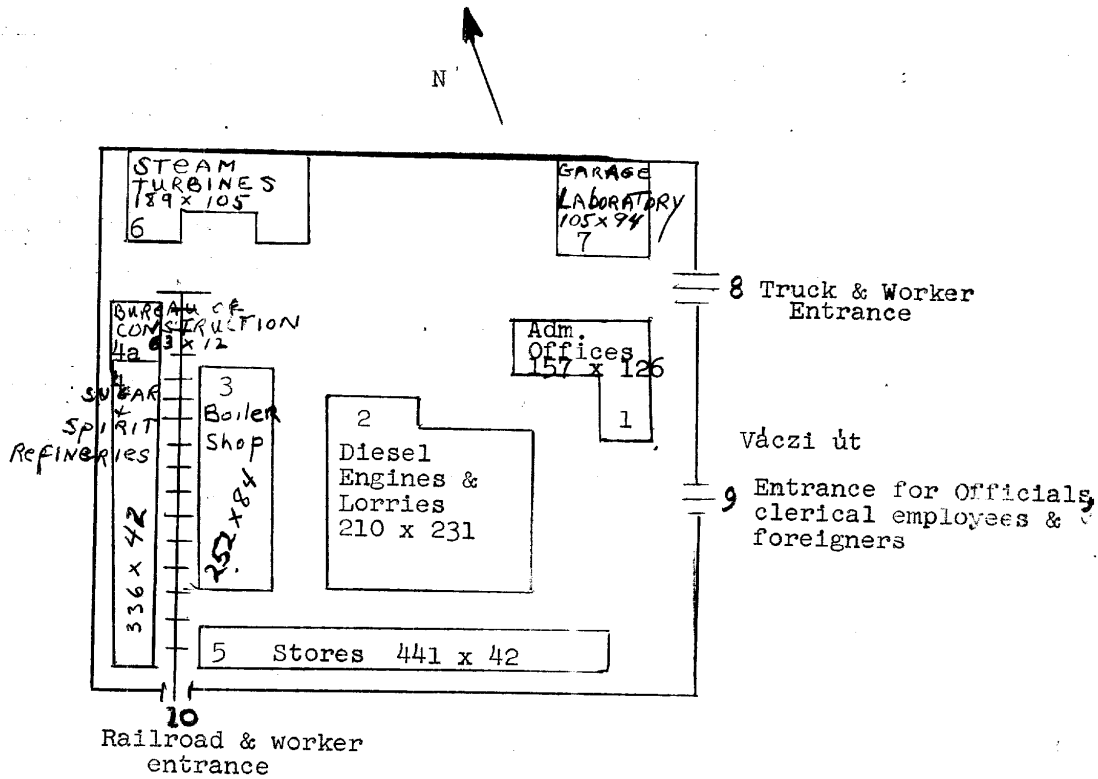 N
STEAM
TURBINES
189 x 105
6
GARAGE
LABORATORY
105 x 94
7
8 Truck & Worker
Entrance
BUREAU OF
CONSTRUCTION
4a 63 x 12
Adm.
Offices
157 x 126
1
4
SUGAR
&
SPIRIT
REFINERIES
336 x 42
3
Boiler
Shop
252 x 84
2
Diesel
Engines &
Lorries
210 x 231
Váczi út
9 Entrance for Officials,
clerical employees &
foreigners
5 Stores 441 x 42
10
Railroad & worker
entrance